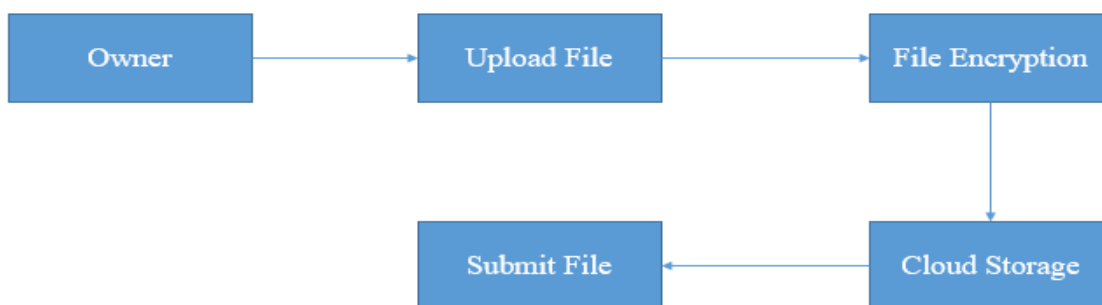 Owner
Upload File
File Encryption
Submit File
Cloud Storage